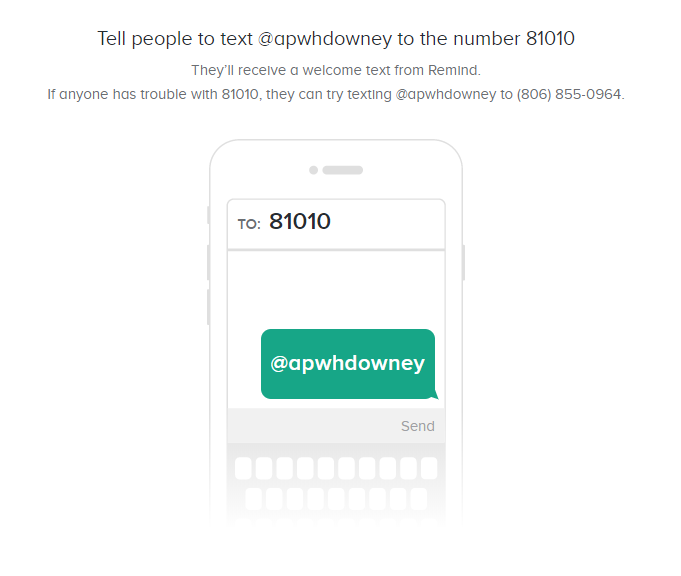 Tell people to text @apwhdowney to the number 81010
They'll receive a welcome text from Remind.
If anyone has trouble with 81010, they can try texting @apwhdowney to (806) 855-0964.
TO: 81010
@apwhdowney
Send